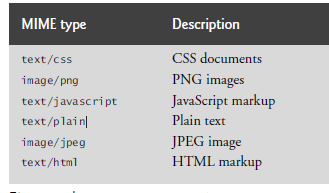 MIME type Description
text/css CSS documents
image/png PNG images
text/javascript JavaScript markup
text/plain Plain text
image/jpeg JPEG image
text/html HTML markup